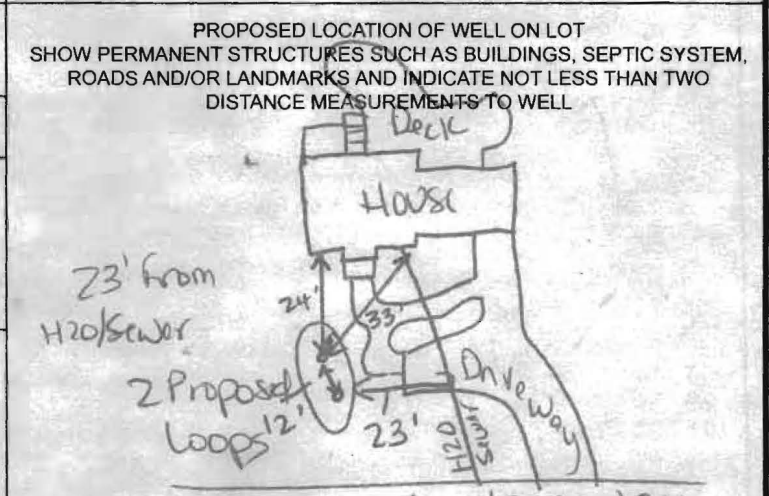 PROPOSED LOCATION OF WELL ON LOT
SHOW PERMANENT STRUCTURES SUCH AS BUILDINGS, SEPTIC SYSTEM,
ROADS AND/OR LANDMARKS AND INDICATE NOT LESS THAN TWO
DISTANCE MEASUREMENTS TO WELL
Deck
House
23' from
H20/Sewer
24'
33'
2 Proposed
Loops
12'
23'
H20
Sewer
Driveway